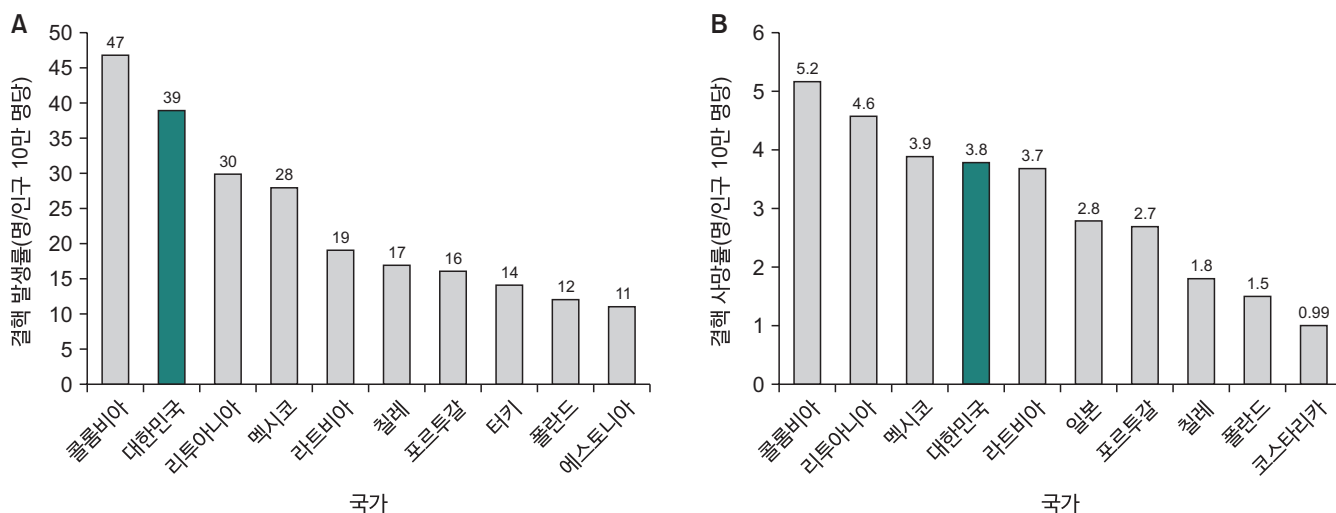 A
결핵 발생률(명/인구 10만 명당)
50
45
40
35
30
25
20
15
10
5
0
47
39
30
28
19
17
16
14
12
11
콜롬비아
대한민국
리투아니아
멕시코
라트비아
칠레
포르투갈
터키
폴란드
에스토니아
국가
B
결핵 사망률(명/인구 10만 명당)
6
5
4
3
2
1
0
5.2
4.6
3.9
3.8
3.7
2.8
2.7
1.8
1.5
0.99
콜롬비아
리투아니아
멕시코
대한민국
라트비아
일본
포르투갈
칠레
폴란드
코스타리카
국가